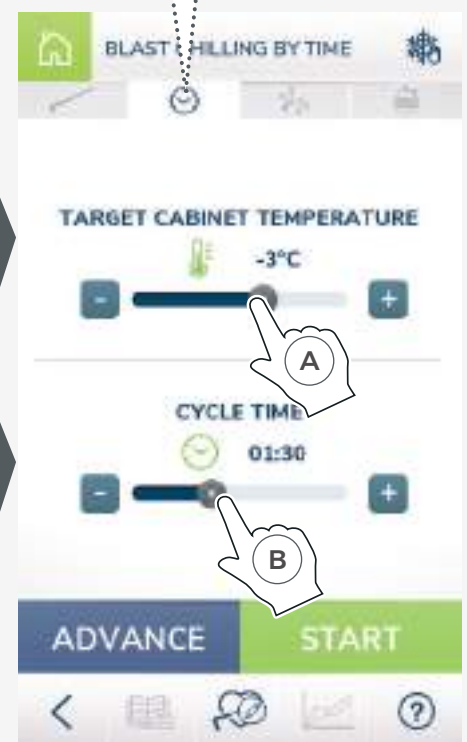 BLAST CHILLING BY TIME
TARGET CABINET TEMPERATURE
-3°C
- +
A
CYCLE TIME
01:30
- +
B
ADVANCE START
?